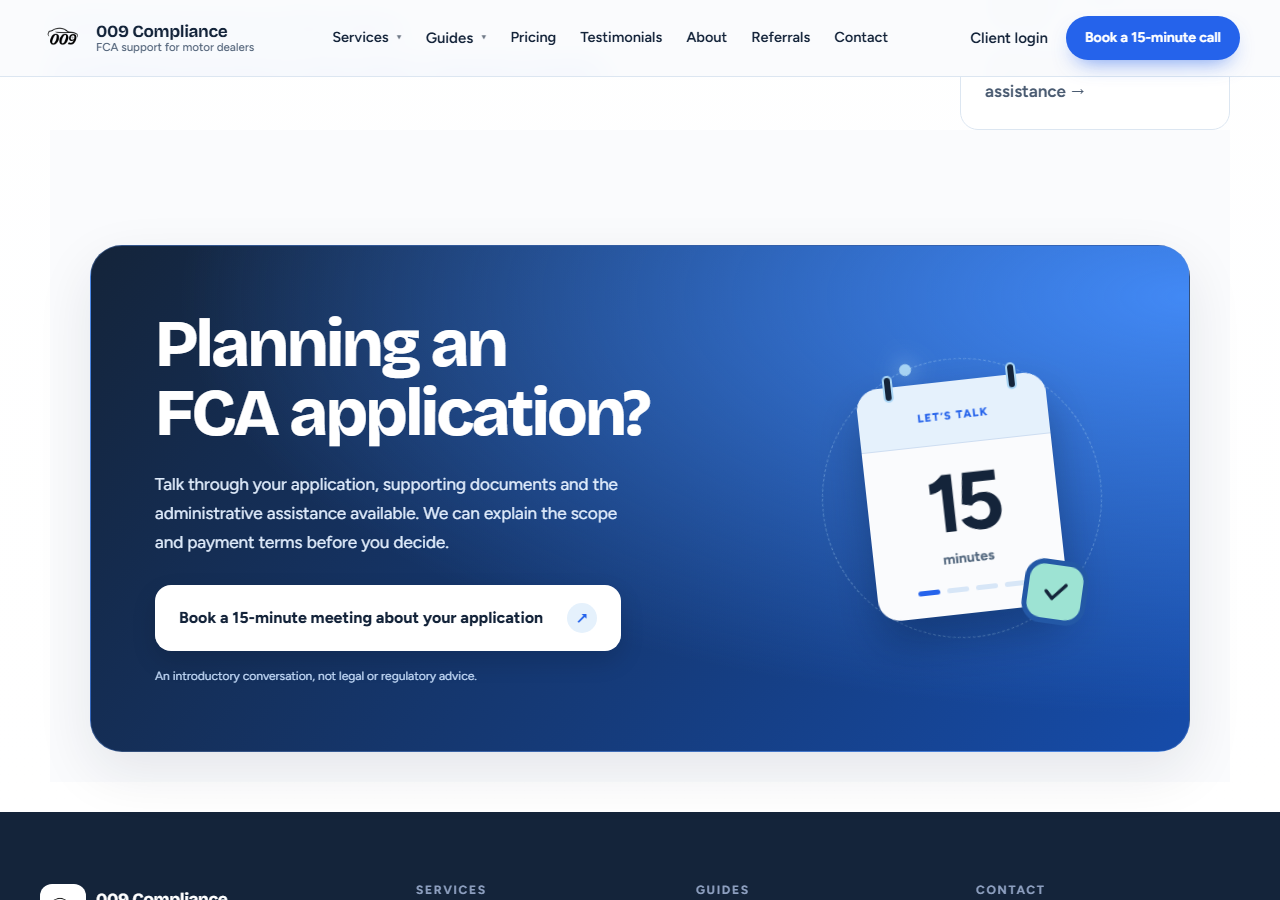 009
009 Compliance
FCA support for motor dealers
Services
Guides
Pricing
Testimonials
About
Referrals
Contact
Client login
Book a 15-minute call
assistance →
Planning an
FCA application?
Talk through your application, supporting documents and the
administrative assistance available. We can explain the scope
and payment terms before you decide.
Book a 15-minute meeting about your application ↗
An introductory conversation, not legal or regulatory advice.
LET'S TALK
15
minutes
009 Compliance
SERVICES
GUIDES
CONTACT